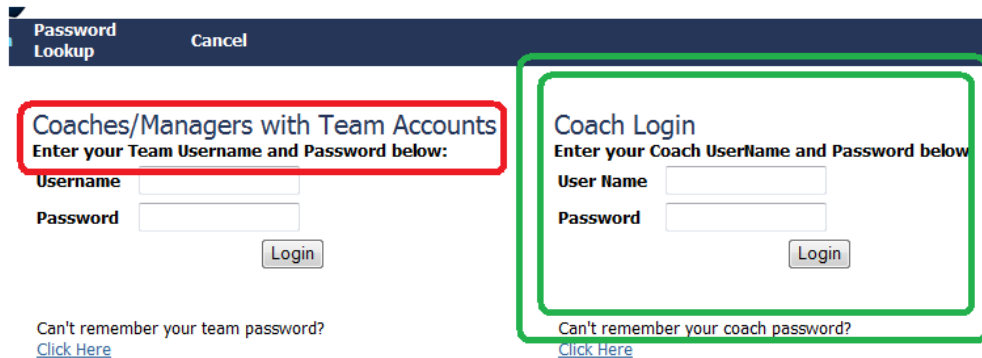 Password
Lookup
Cancel
Coaches/Managers with Team Accounts
Enter your Team Username and Password below:
Username
Password
Login
Can't remember your team password?
Click Here
Coach Login
Enter your Coach UserName and Password below
User Name
Password
Login
Can't remember your coach password?
Click Here